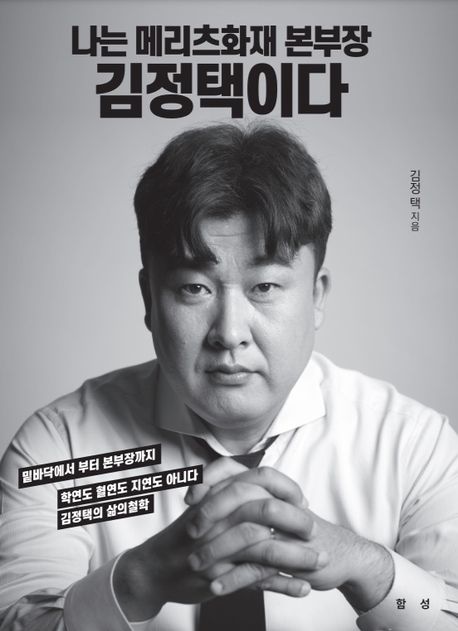 나는 메리츠화재 본부장
김정택이다
김정택 지음
밑바닥에서 부터 본부장까지
학연도 혈연도 지연도 아니다
김정택의 삶의철학
함성